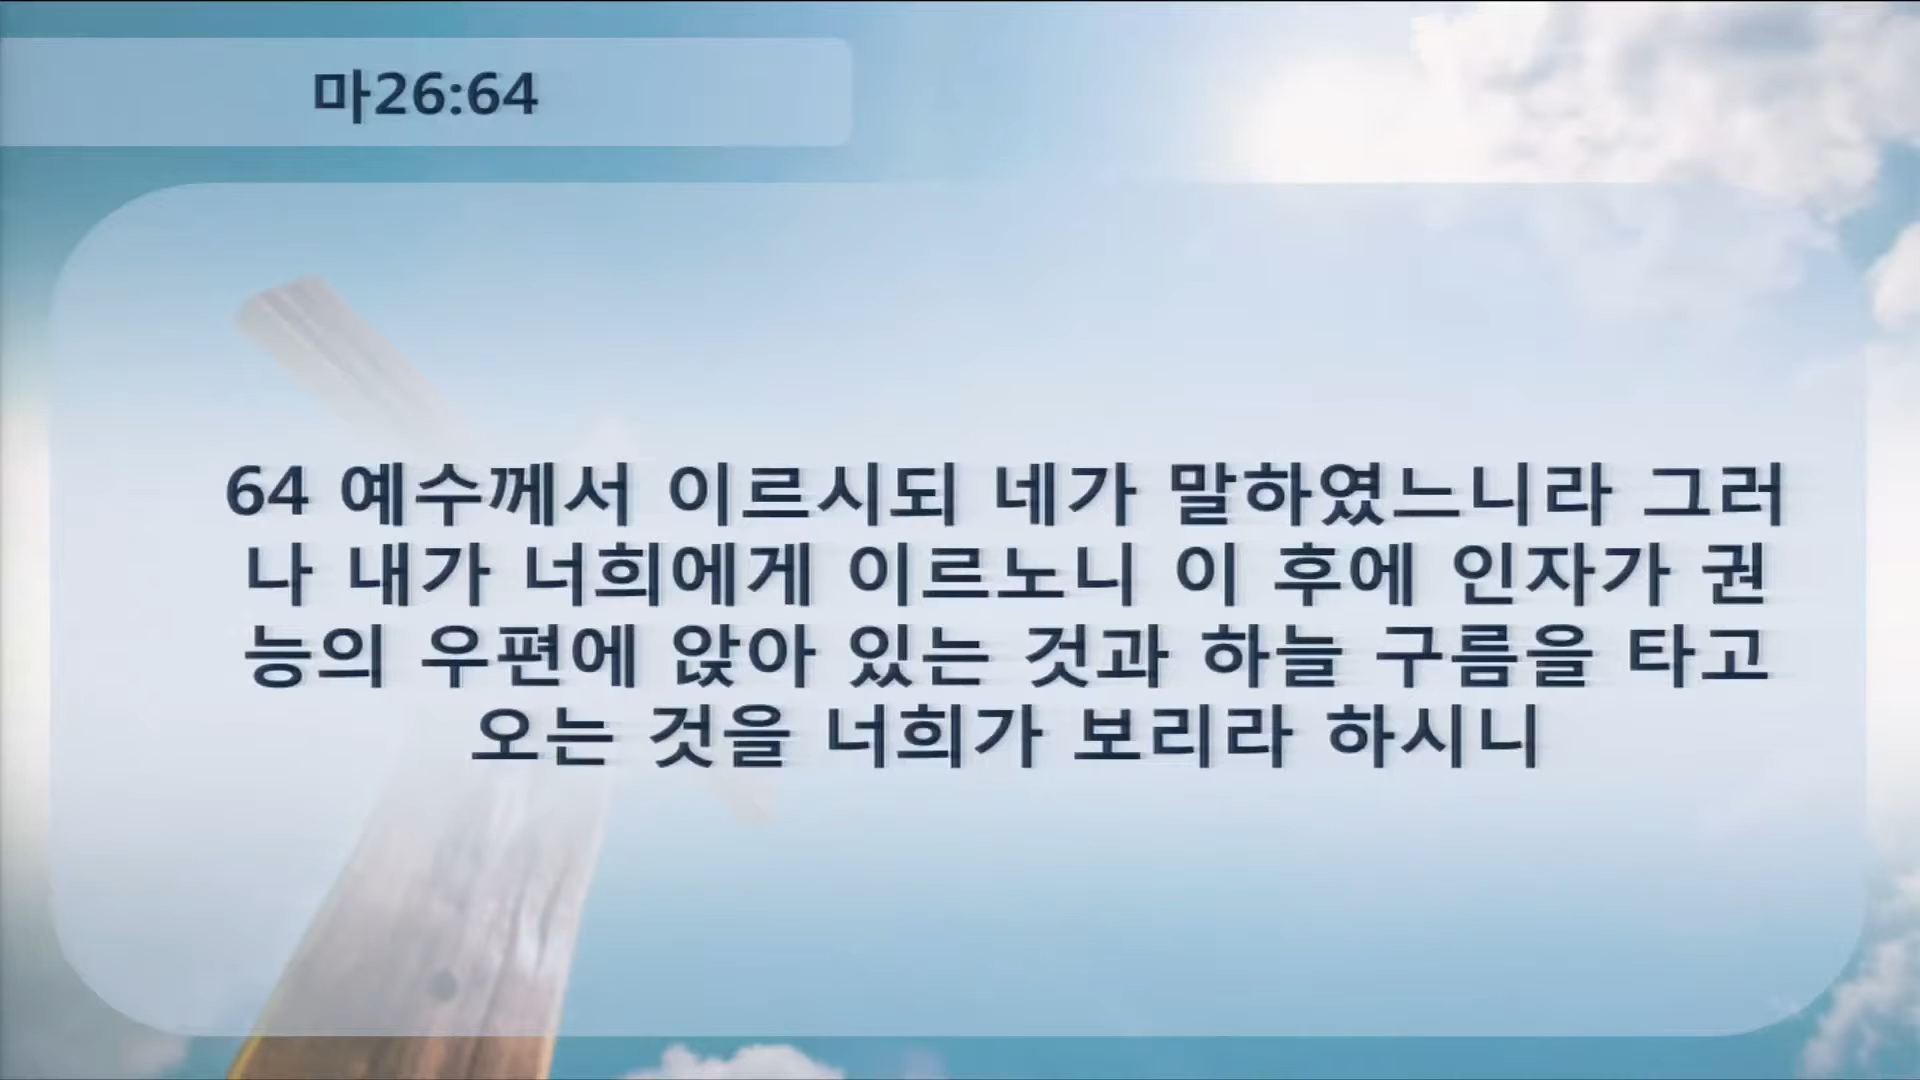 마26:64
64 예수께서 이르시되 네가 말하였느니라 그러
나 내가 너희에게 이르노니 이 후에 인자가 권
능의 우편에 앉아 있는 것과 하늘 구름을 타고
오는 것을 너희가 보리라 하시니